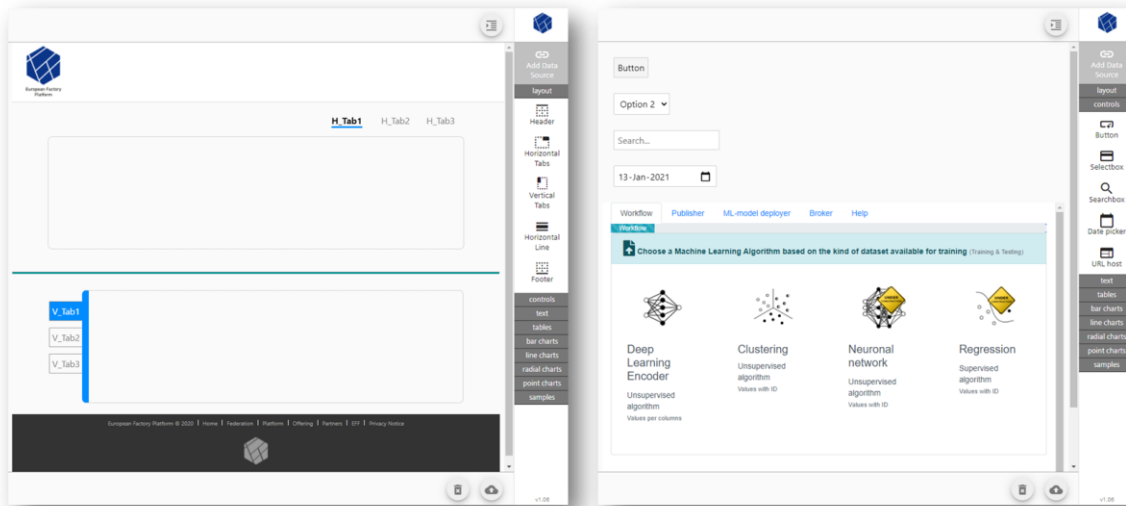 European Factory
Platform
H_Tab1 H_Tab2 H_Tab3
V_Tab1
V_Tab2
V_Tab3
European Factory Platform © 2020 | Home | Federation | Platform | Offering | Partners | EFF | Privacy Notice
Add Data
Source
layout
Header
Horizontal
Tabs
Vertical
Tabs
Horizontal
Line
Footer
controls
text
tables
bar charts
line charts
radial charts
point charts
samples
v1.06
Button
Option 2
Search...
13-Jan-2021
Workflow Publisher ML-model deployer Broker Help
Workflow
Choose a Machine Learning Algorithm based on the kind of dataset available for training (Training & Testing)
Deep
Learning
Encoder
Unsupervised
algorithm
Values per columns
Clustering
Unsupervised
algorithm
Values with ID
UNDER
CONSTRUCTION
Neuronal
network
Unsupervised
algorithm
Values with ID
UNDER
CONSTRUCTION
Regression
Supervised
algorithm
Values with ID
Add Data
Source
layout
controls
Button
Selectbox
Searchbox
Date picker
URL host
text
tables
bar charts
line charts
radial charts
point charts
samples
v1.06